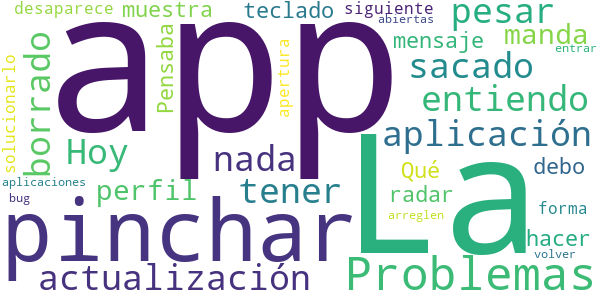 desaparece
muestra
teclado
siguiente
abiertas
pesar
app
Pensaba
apertura
mensaje
manda
entrar
solucionarlo
borrado
sacado
entiendo
La
aplicación
Hoy
nada
Qué
debo
aplicaciones
perfil
tener
radar
bug
pinchar
arreglen
forma
hacer
volver
actualización
Problemas